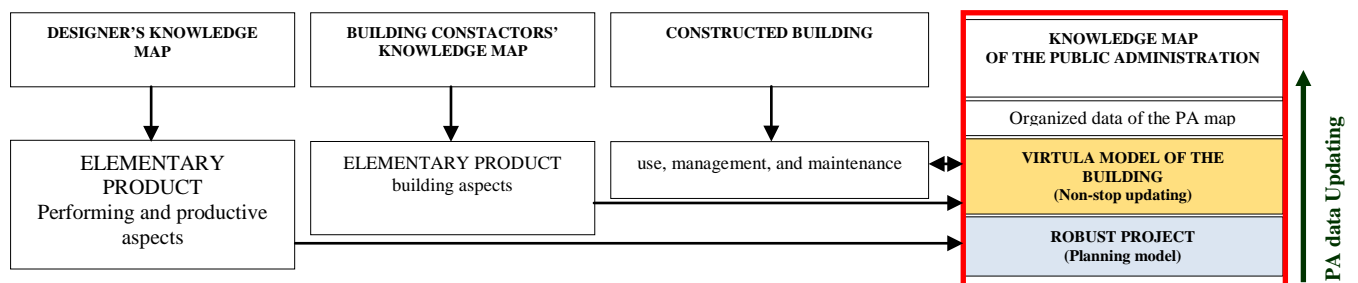 DESIGNER'S KNOWLEDGE
MAP
BUILDING CONSTACTORS'
KNOWLEDGE MAP
CONSTRUCTED BUILDING
KNOWLEDGE MAP
OF THE PUBLIC ADMINISTRATION
Organized data of the PA map
ELEMENTARY
PRODUCT
Performing and productive
aspects
ELEMENTARY PRODUCT
building aspects
use, management, and maintenance
VIRTULA MODEL OF THE
BUILDING
(Non-stop updating)
ROBUST PROJECT
(Planning model)
PA data Updating